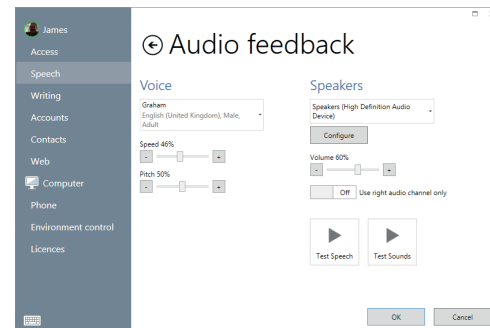 James
Access
Speech
Writing
Accounts
Contacts
Web
Computer
Phone
Environment control
Licences
Audio feedback
Voice
Graham
English (United Kingdom), Male,
Adult
Speed 46%
- +
Pitch 50%
- +
Speakers
Speakers (High Definition Audio
Device)
Configure
Volume 60%
- +
Off Use right audio channel only
Test Speech Test Sounds
OK Cancel